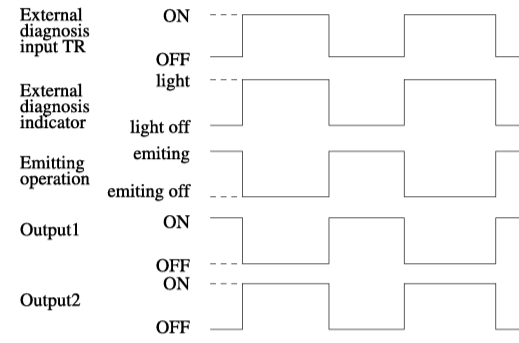 External
diagnosis
input TR
ON
OFF
External
diagnosis
indicator
light
light off
Emitting
operation
emiting
emiting off
Output1
ON
OFF
Output2
ON
OFF